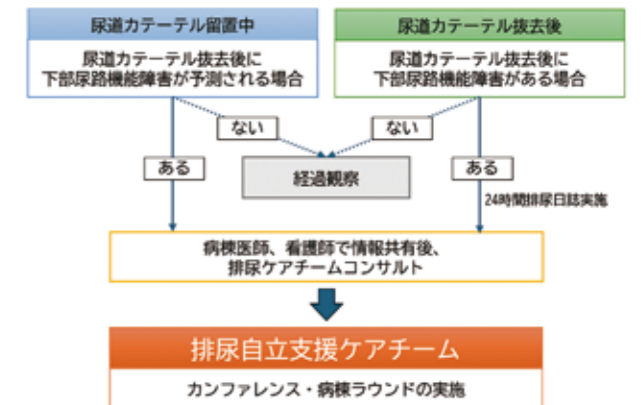 尿道カテーテル留置中
尿道カテーテル抜去後に
下部尿路機能障害が予測される場合
尿道カテーテル抜去後
尿道カテーテル抜去後に
下部尿路機能障害がある場合
ない
ない
ある
経過観察
ある
24時間排尿日誌実施
病棟医師、看護師で情報共有後、
排尿ケアチームコンサルト
排尿自立支援ケアチーム
カンファレンス・病棟ラウンドの実施